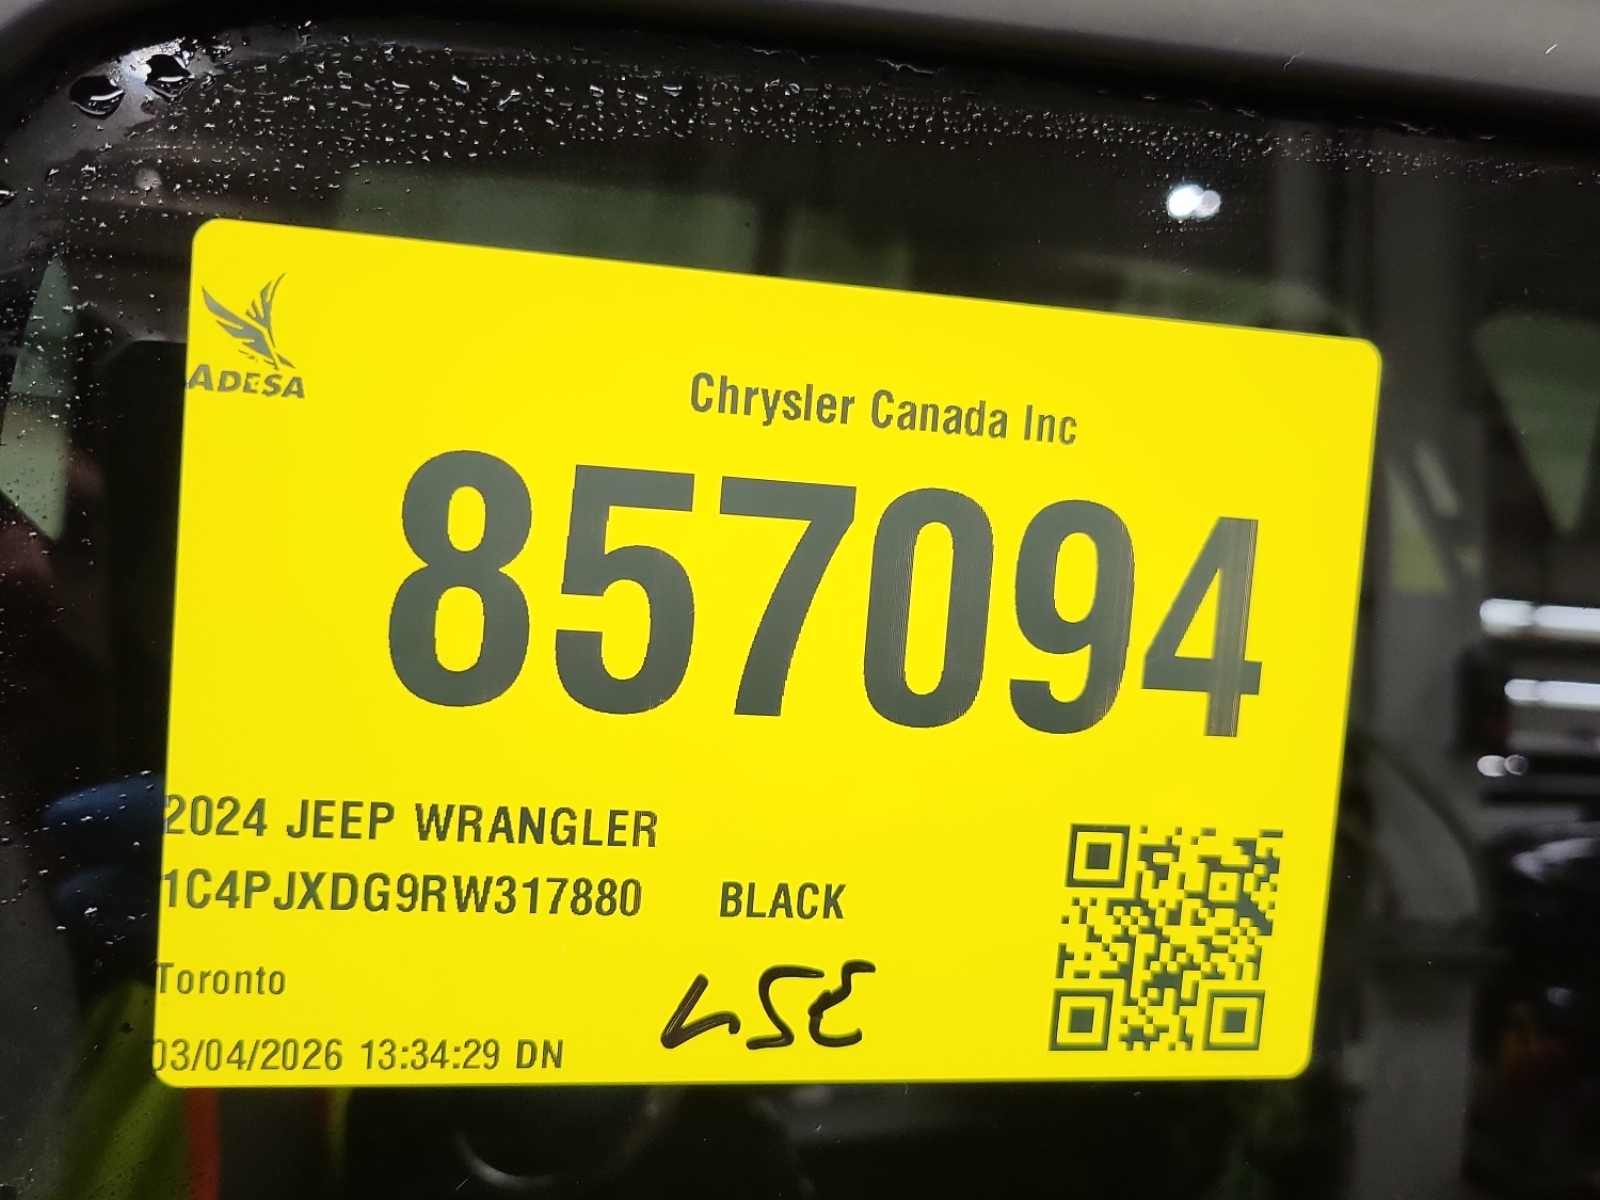 ADESA
Chrysler Canada Inc
857094
2024 JEEP WRANGLER
1C4PJXDG9RW317880 BLACK
Toronto
03/04/2026 13:34:29 DN